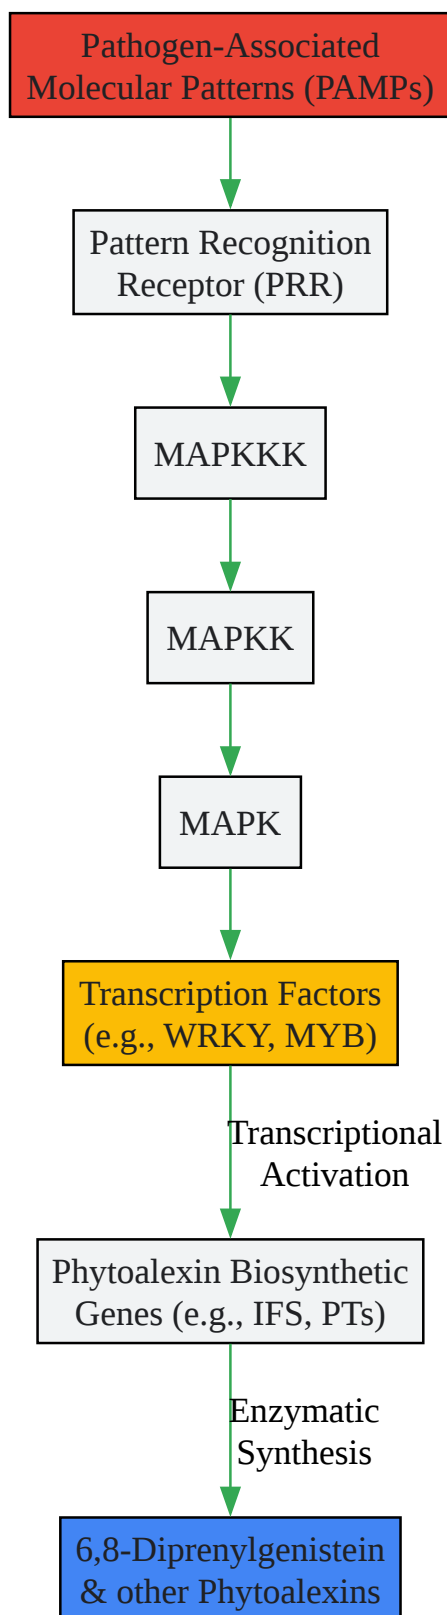 Pathogen-Associated
Molecular Patterns (PAMPs)
Pattern Recognition
Receptor (PRR)
MAPKKK
MAPKK
MAPK
Transcription Factors
(e.g., WRKY, MYB)
Transcriptional
Activation
Phytoalexin Biosynthetic
Genes (e.g., IFS, PTs)
Enzymatic
Synthesis
6,8-Diprenylgenistein
& other Phytoalexins